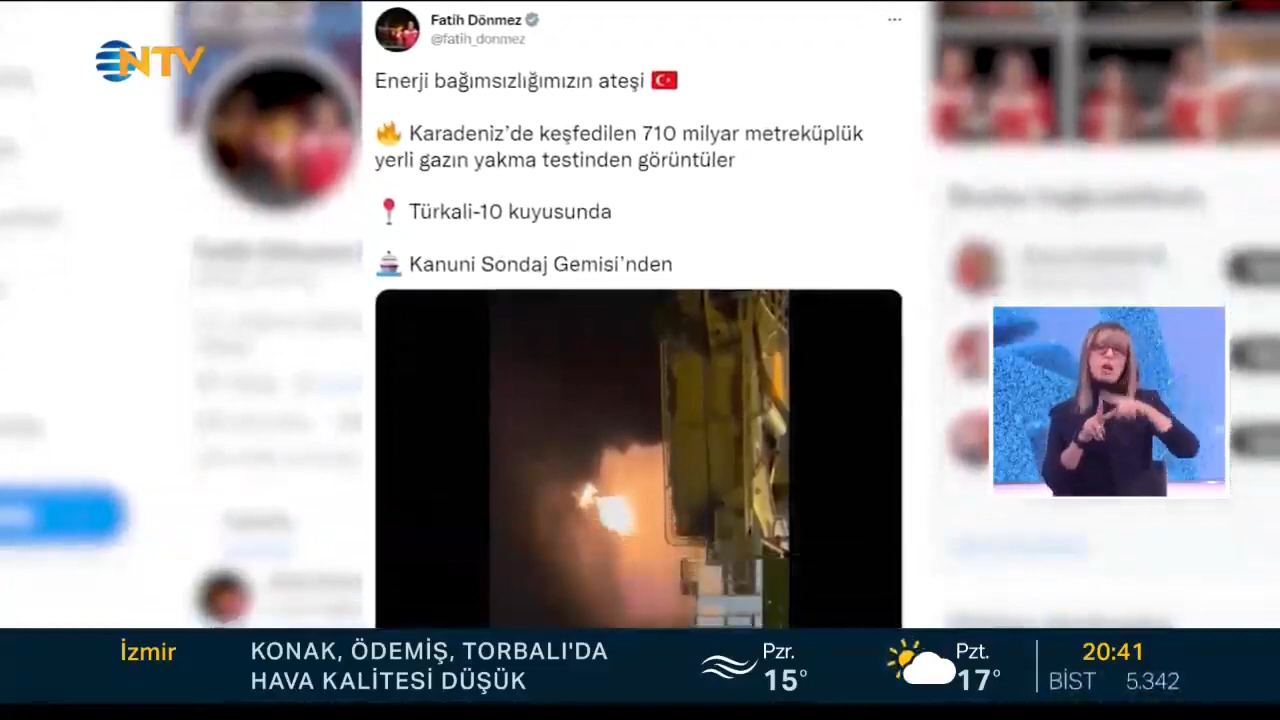 NTV
Fatih Dönmez
@fatih_donmez
Enerji bağımsızlığımızın ateşi
Karadeniz’de keşfedilen 710 milyar metreküplük
yerli gazın yakma testinden görüntüler
Türkali-10 kuyusunda
Kanuni Sondaj Gemisi’nden
İzmir
KONAK, ÖDEMİŞ, TORBALI'DA
HAVA KALİTESİ DÜŞÜK
Pzr.
15°
Pzt.
17°
20:41
BİST 5.342